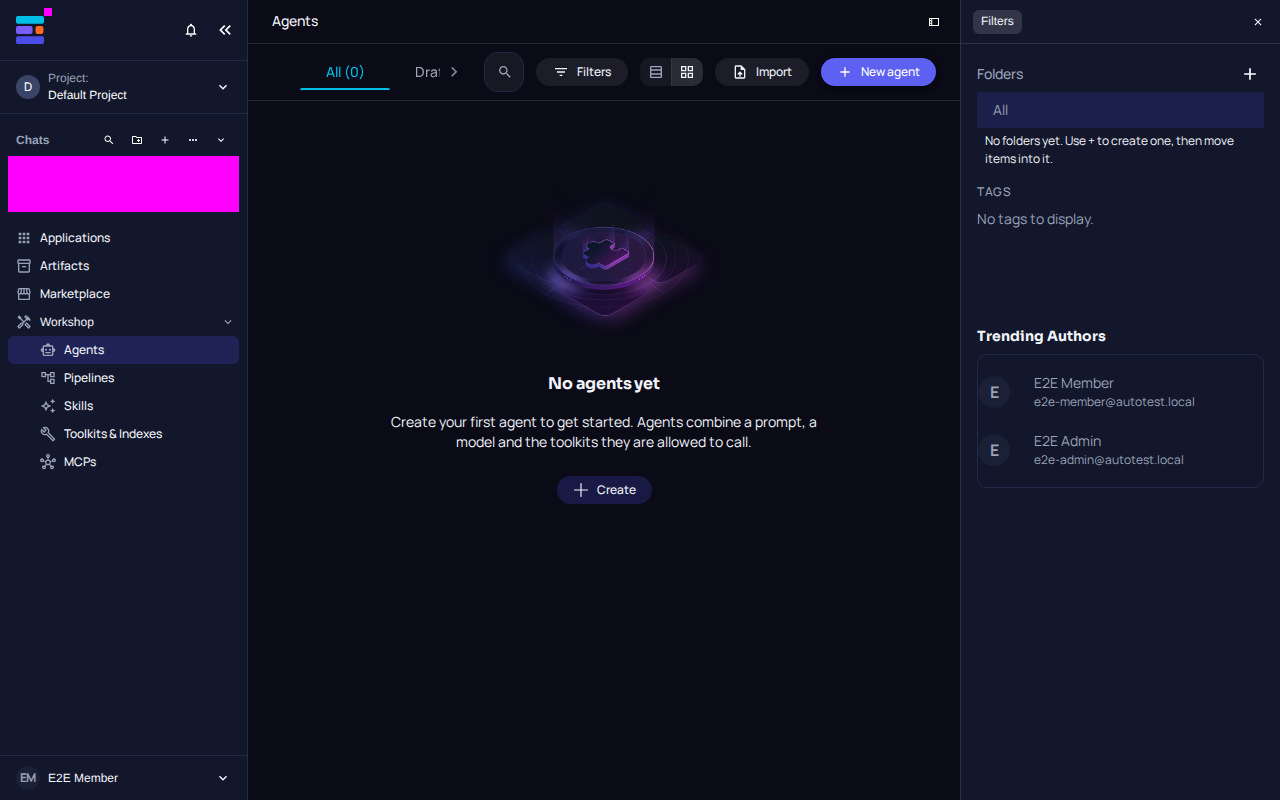 Project:
D
Default Project
Chats
Applications
Artifacts
Marketplace
Workshop
Agents
Pipelines
Skills
Toolkits & Indexes
MCPs
EM
E2E Member
Agents
All (0)
Filters
Import
New agent
No agents yet
Create your first agent to get started. Agents combine a prompt, a
model and the toolkits they are allowed to call.
Create
Filters
Folders
All
No folders yet. Use + to create one, then move
items into it.
TAGS
No tags to display.
Trending Authors
E
E2E Member
e2e-member@autotest.local
E
E2E Admin
e2e-admin@autotest.local